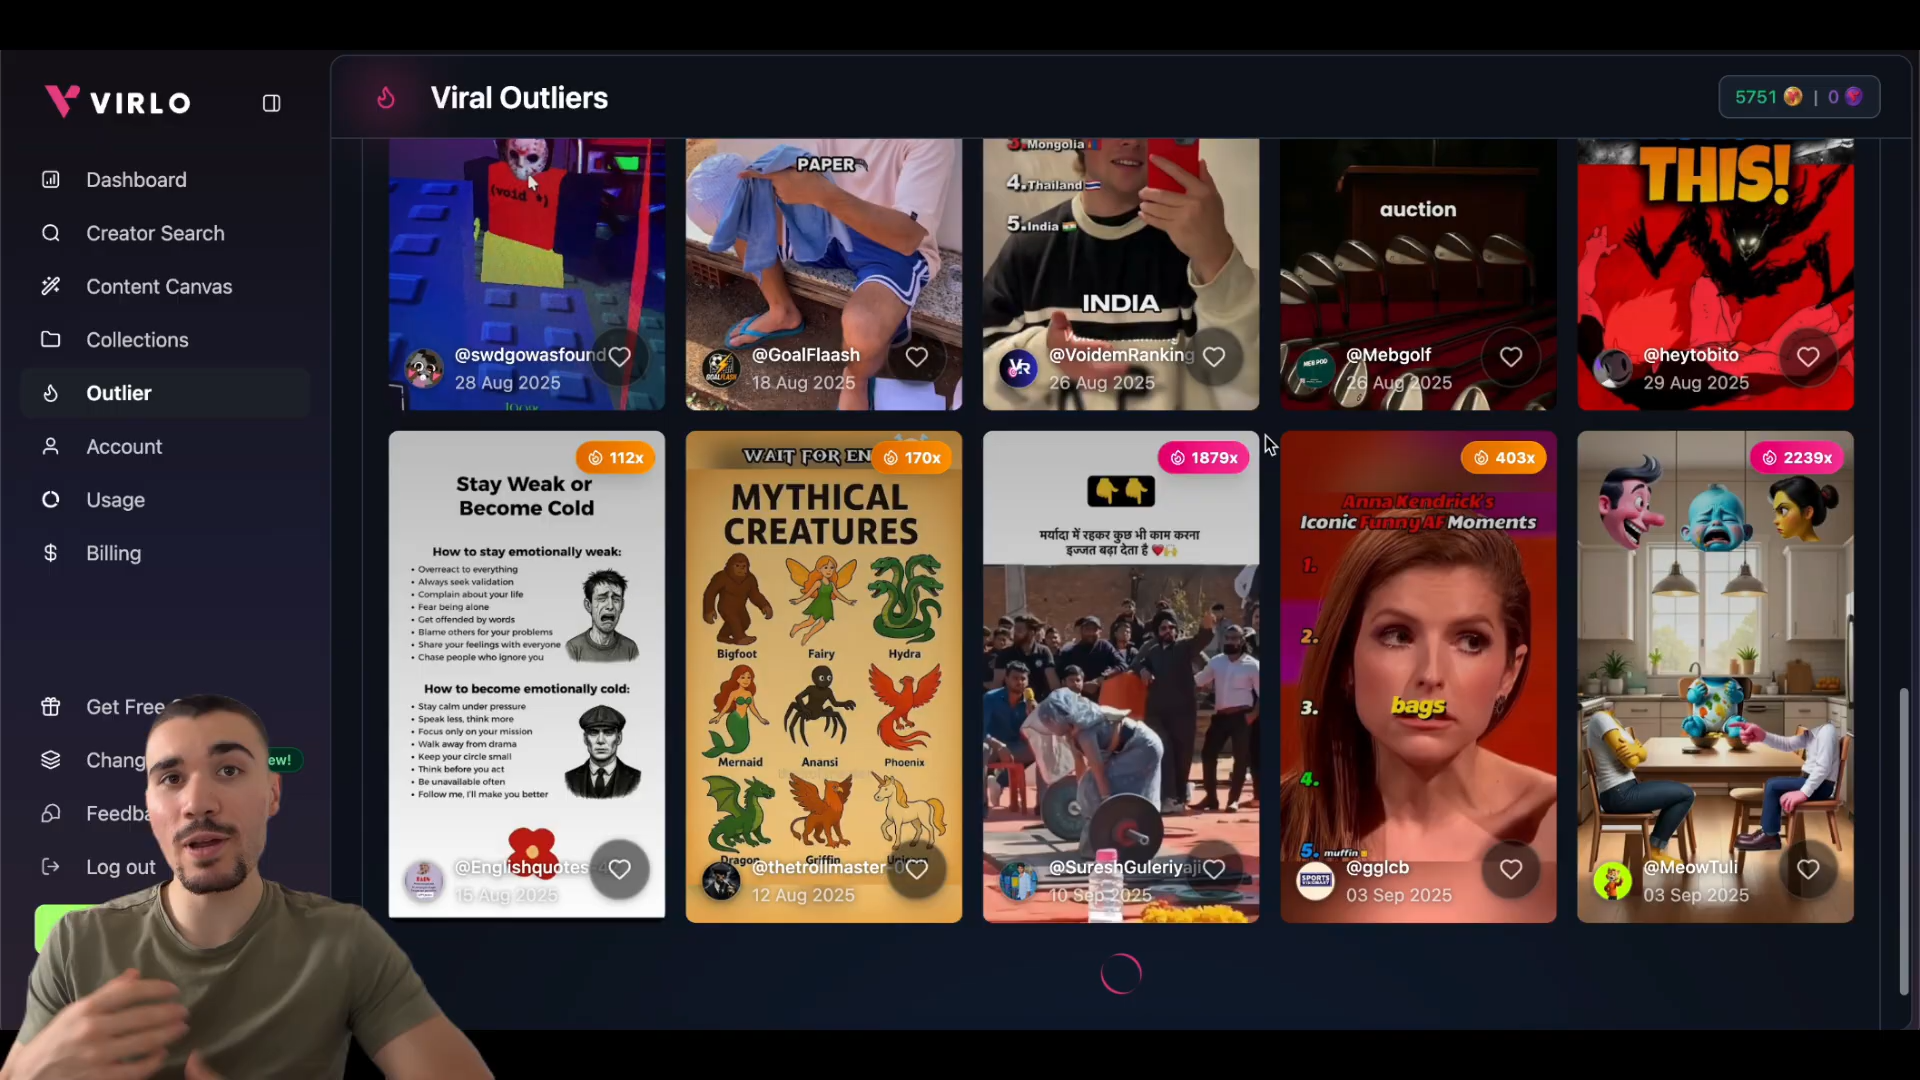 VIRLO
Viral Outliers
5751 | 0
Dashboard
Creator Search
Content Canvas
Collections
Outlier
Account
Usage
$ Billing
Get Free
Chang
ew!
Feedba
Log out
(void *)
@swdgowasfound
28 Aug 2025
PAPER
@GoalFlaash
18 Aug 2025
3.Mongolia
4.Thailand
5.India
INDIA
@VoidemRanking
26 Aug 2025
auction
@Mebgolf
26 Aug 2025
THIS!
@heytobito
29 Aug 2025
112x
Stay Weak or
Become Cold
How to stay emotionally weak:
• Overreact to everything
• Always seek validation
• Complain about your life
• Fear being alone
• Get offended by words
• Blame others for your problems
• Share your feelings with everyone
• Chase people who ignore you
How to become emotionally cold:
• Stay calm under pressure
• Speak less, think more
• Focus only on your mission
• Walk away from drama
• Keep your circle small
• Think before you act
• Be unavailable often
• Follow me, I'll make you better
@Englishquotes
15 Aug 2025
WAIT FOR EN
170x
MYTHICAL
CREATURES
Bigfoot
Fairy
Hydra
Mernaid
Anansi
Phoenix
Dragon
Griffin
@thetrollmaster
12 Aug 2025
1879x
मर्यादा में रहकर कुछ भी काम करना
इज्जत बढ़ा देता है
@SureshGuleriyaji
10 Sep 2025
403x
Anna Kendrick's
Iconic Funny AF Moments
1.
2.
3.
bags
4.
5. muffin
@gglcb
03 Sep 2025
2239x
@MeowTuli
03 Sep 2025